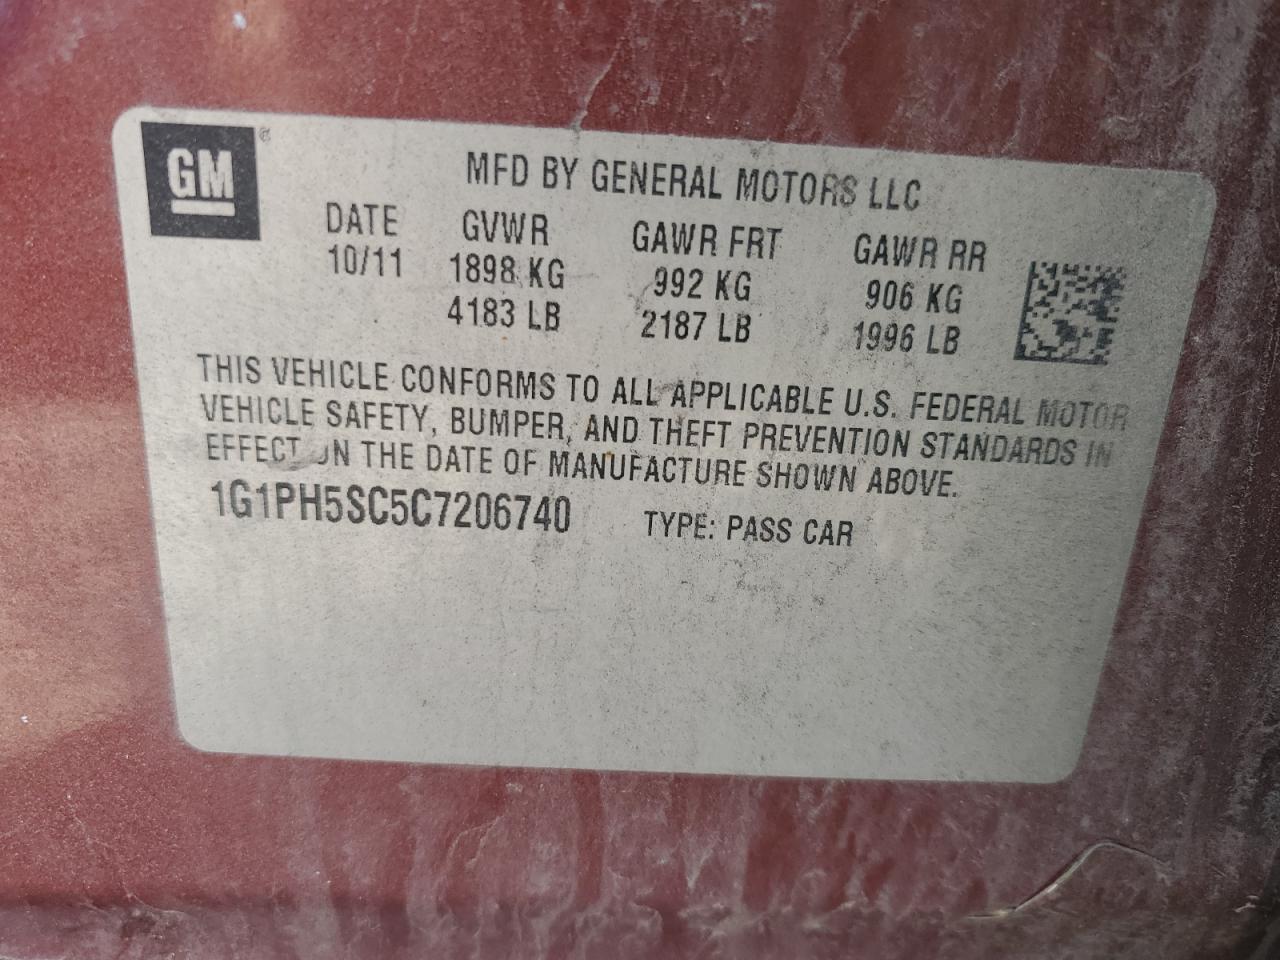 GM
MFD BY GENERAL MOTORS LLC
DATE GVWR GAWR FRT GAWR RR
10/11 1898 KG 992 KG 906 KG
4183 LB 2187 LB 1996 LB
THIS VEHICLE CONFORMS TO ALL APPLICABLE U.S. FEDERAL MOTOR
VEHICLE SAFETY, BUMPER, AND THEFT PREVENTION STANDARDS IN
EFFECT ON THE DATE OF MANUFACTURE SHOWN ABOVE.
1G1PH5SC5C7206740 TYPE: PASS CAR